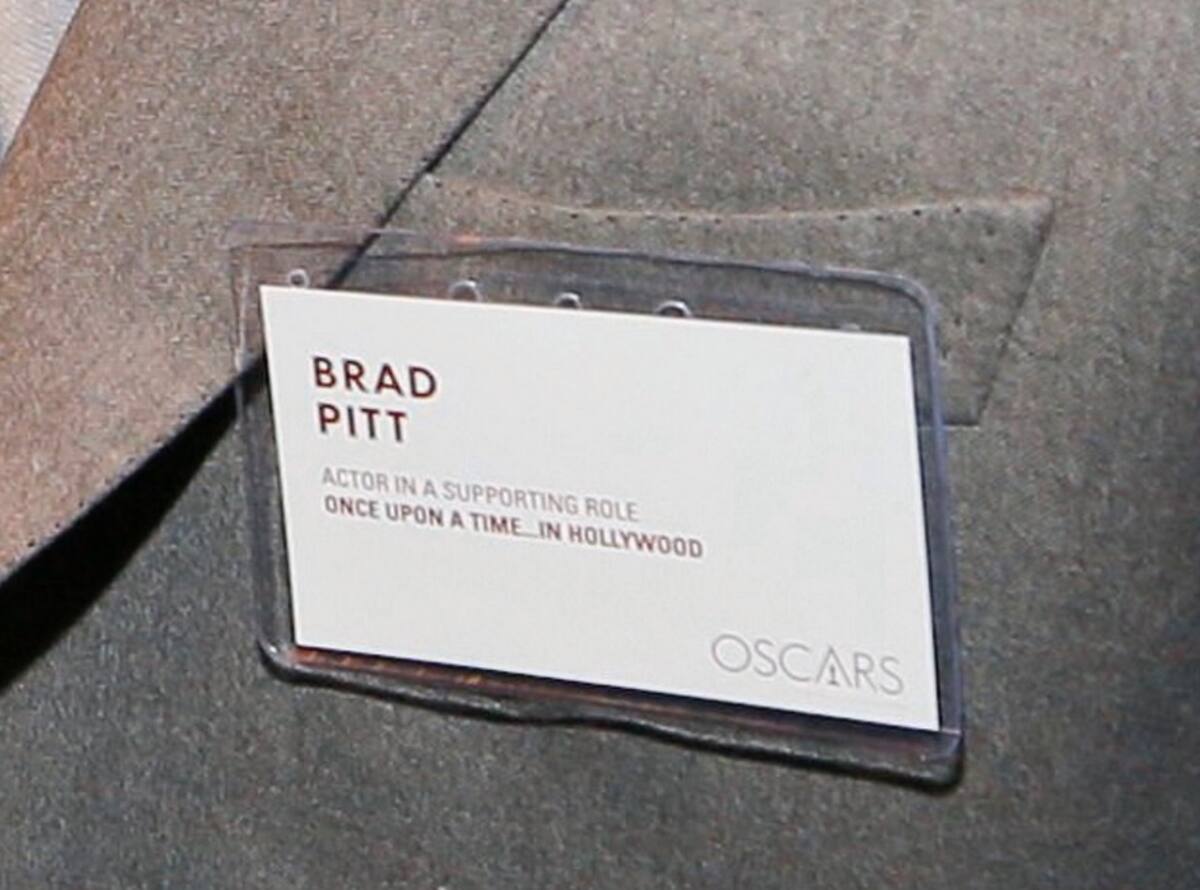 BRAD
PITT
ACTOR IN A SUPPORTING ROLE
ONCE UPON A TIME...IN HOLLYWOOD
OSCARS